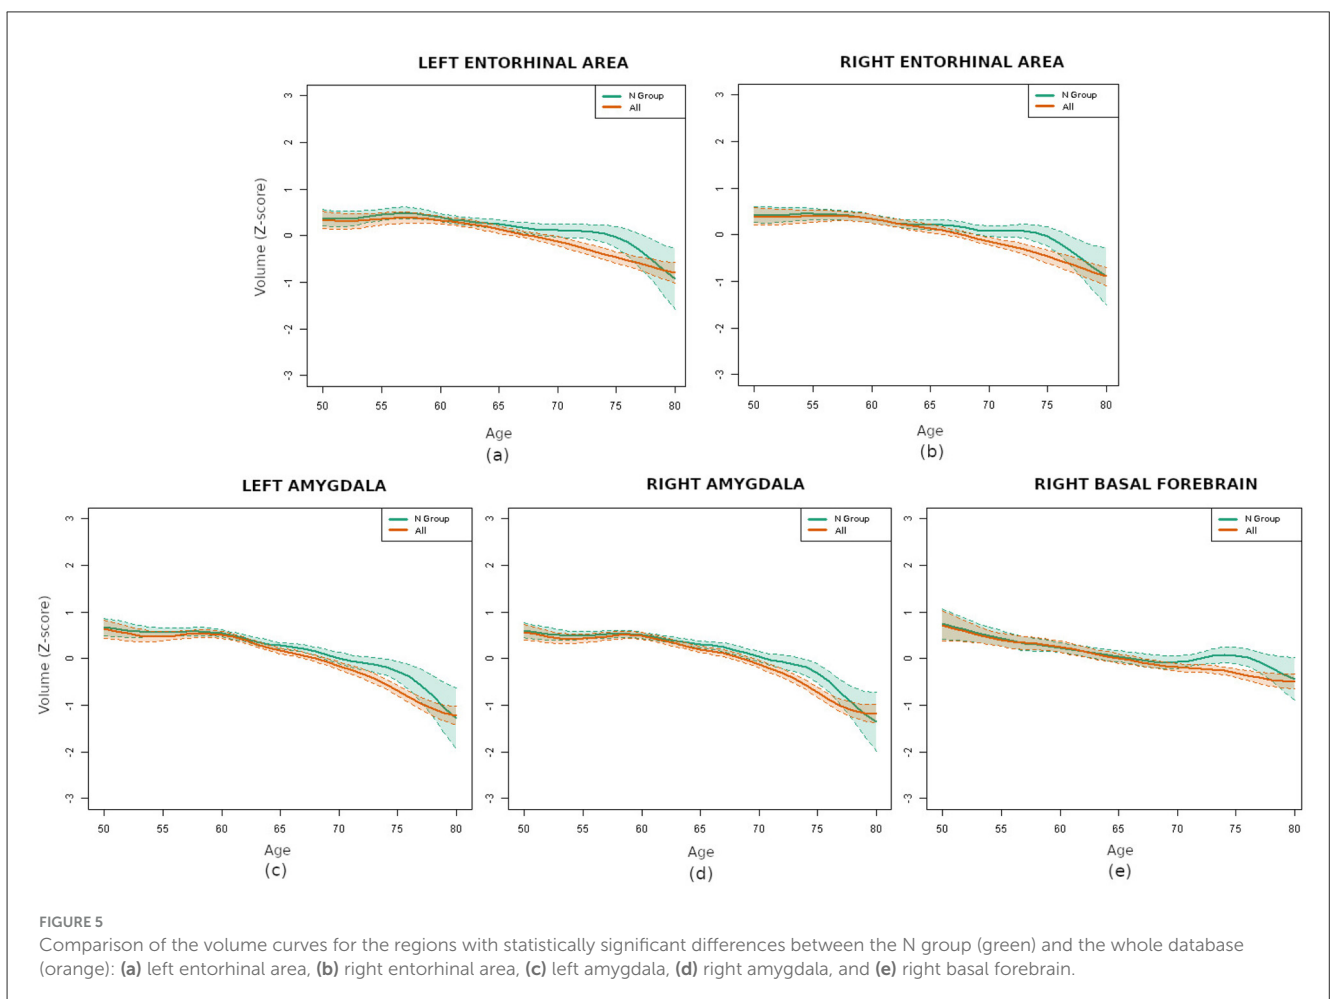 LEFT ENTORHINAL AREA
RIGHT ENTORHINAL AREA
N Group
All
N Group
All
3
2
1
0
-1
-2
-3
Volume (Z-score)
50 55 60 65 70 75 80
Age
(a)
3
2
1
0
-1
-2
-3
50 55 60 65 70 75 80
Age
(b)
LEFT AMYGDALA
RIGHT AMYGDALA
RIGHT BASAL FOREBRAIN
N Group
All
N Group
All
N Group
All
3
2
1
0
-1
-2
-3
Volume (Z-score)
50 55 60 65 70 75 80
Age
(c)
3
2
1
0
-1
-2
-3
50 55 60 65 70 75 80
Age
(d)
3
2
1
0
-1
-2
-3
50 55 60 65 70 75 80
Age
(e)
FIGURE 5
Comparison of the volume curves for the regions with statistically significant differences between the N group (green) and the whole database
(orange): (a) left entorhinal area, (b) right entorhinal area, (c) left amygdala, (d) right amygdala, and (e) right basal forebrain.